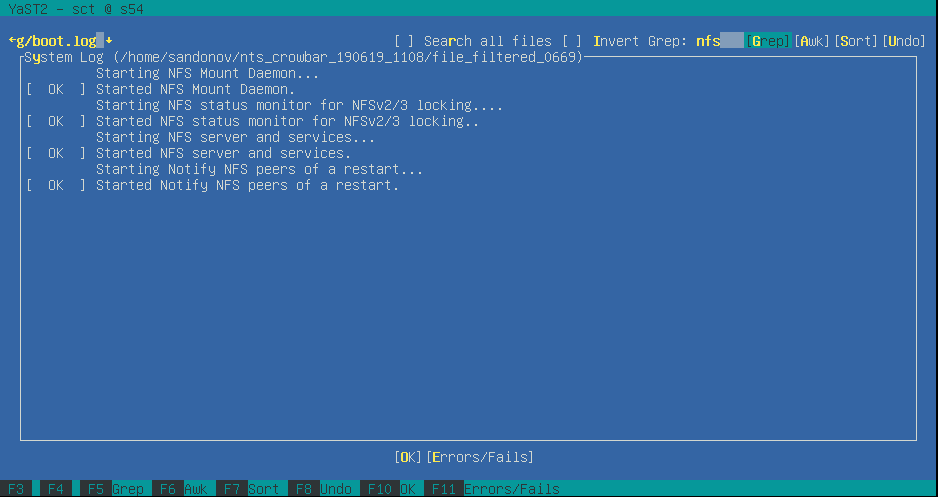 YaST2 - sct @ s54
g/boot.log [ ] Search all files [ ] Invert Grep: nfs [Grep][Awk][Sort][Undo]
System Log (/home/sandonov/nts_crowbar_190619_1108/file_filtered_0669)
Starting NFS Mount Daemon...
[ OK ] Started NFS Mount Daemon.
Starting NFS status monitor for NFSv2/3 locking....
[ OK ] Started NFS status monitor for NFSv2/3 locking..
Starting NFS server and services...
[ OK ] Started NFS server and services.
Starting Notify NFS peers of a restart...
[ OK ] Started Notify NFS peers of a restart.
[OK][Errors/Fails]
F3 F4 F5 Grep F6 Awk F7 Sort F8 Undo F10 OK F11 Errors/Fails